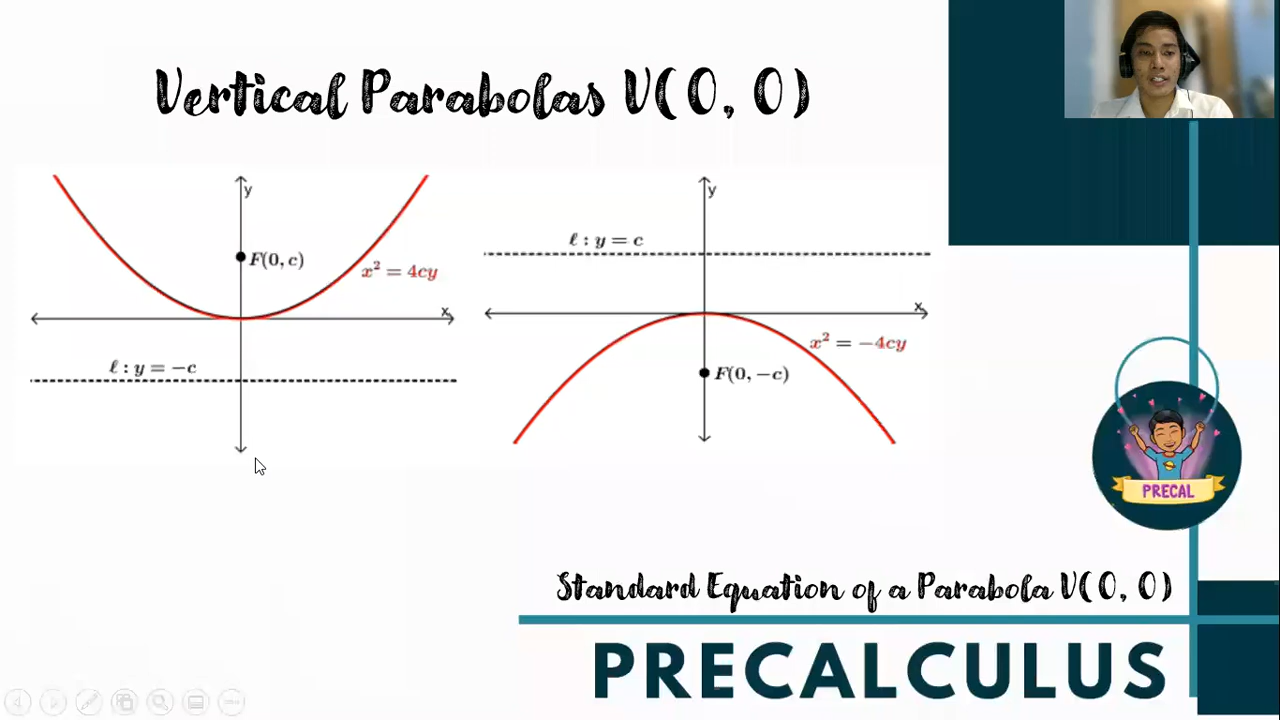 Vertical Parabolas V(0, 0)
y
F(0, c)
x² = 4cy
x
ℓ : y = −c
y
ℓ : y = c
x
x² = −4cy
F(0, −c)
PRECAL
Standard Equation of a Parabola V(0, 0)
PRECALCULUS